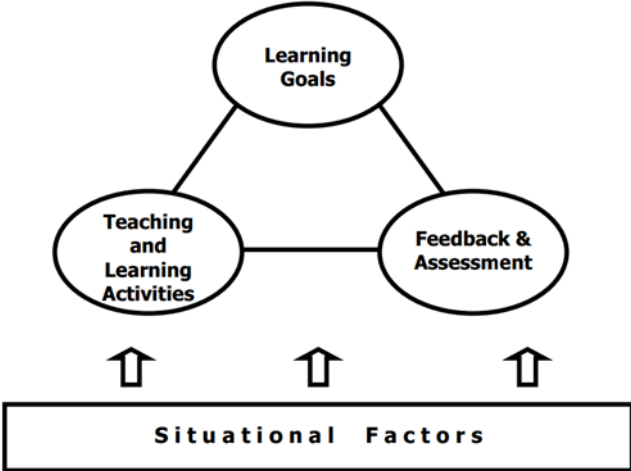 Learning
Goals
Teaching
and
Learning
Activities
Feedback &
Assessment
Situational Factors